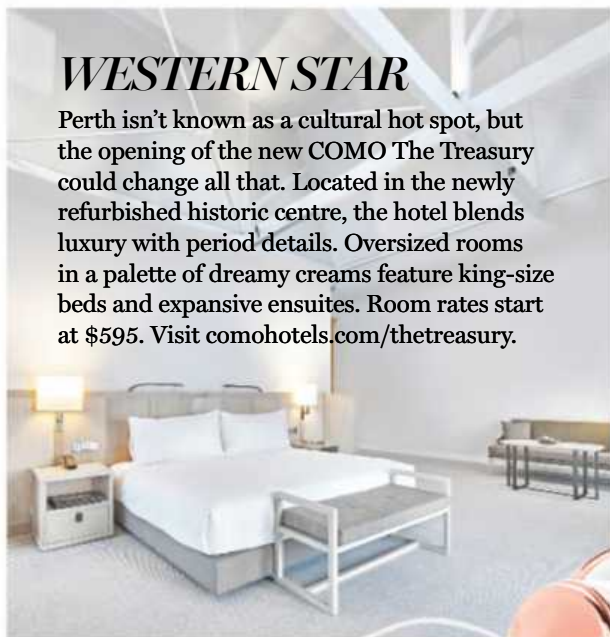 WESTERN STAR
Perth isn't known as a cultural hot spot, but
the opening of the new COMO The Treasury
could change all that. Located in the newly
refurbished historic centre, the hotel blends
luxury with period details. Oversized rooms
in a palette of dreamy creams feature king-size
beds and expansive ensuites. Room rates start
at $595. Visit comohotels.com/thetreasury.